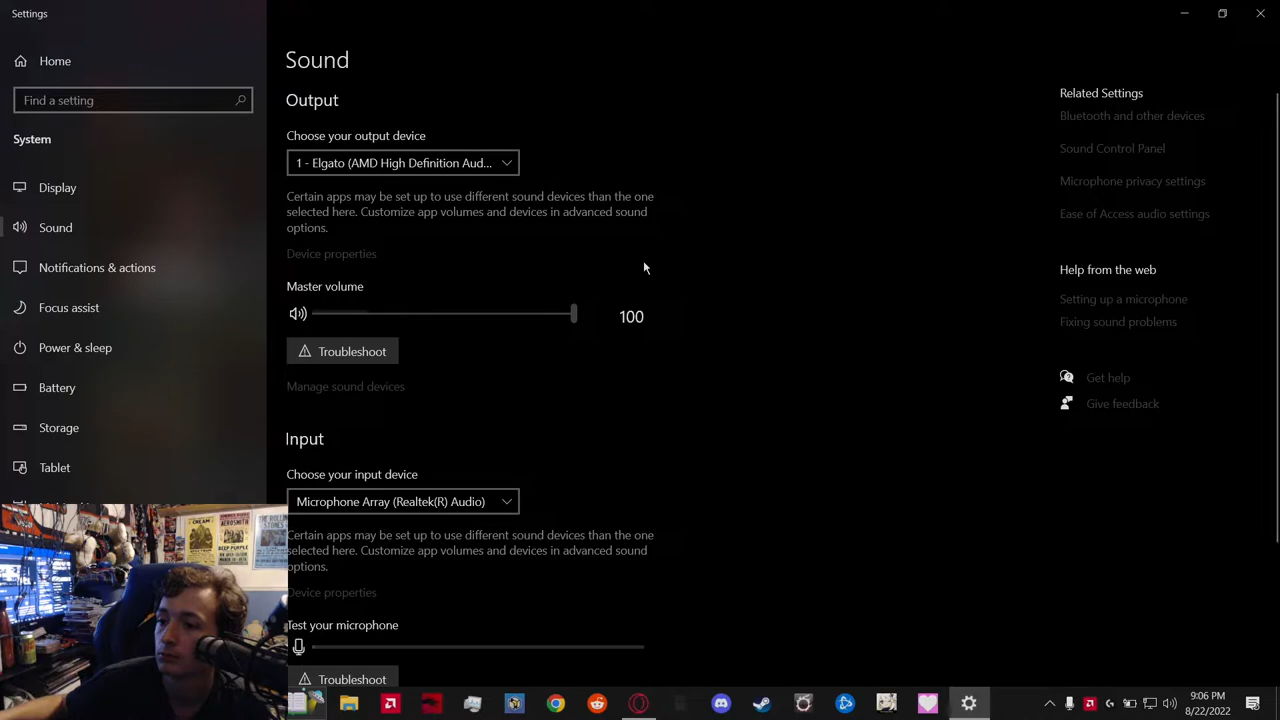 Settings
Home
Find a setting
System
Display
Sound
Notifications & actions
Focus assist
Power & sleep
Battery
Storage
Tablet
Sound
Output
Choose your output device
1 - Elgato (AMD High Definition Aud...
Certain apps may be set up to use different sound devices than the one
selected here. Customize app volumes and devices in advanced sound
options.
Device properties
Master volume
100
Troubleshoot
Manage sound devices
Input
Choose your input device
Microphone Array (Realtek(R) Audio)
Certain apps may be set up to use different sound devices than the one
selected here. Customize app volumes and devices in advanced sound
options.
Device properties
Test your microphone
Troubleshoot
Related Settings
Bluetooth and other devices
Sound Control Panel
Microphone privacy settings
Ease of Access audio settings
Help from the web
Setting up a microphone
Fixing sound problems
Get help
Give feedback
CREAM
AEROSMITH
DEEP PURPLE
THE ROLLING
STONES
9:06 PM
8/22/2022